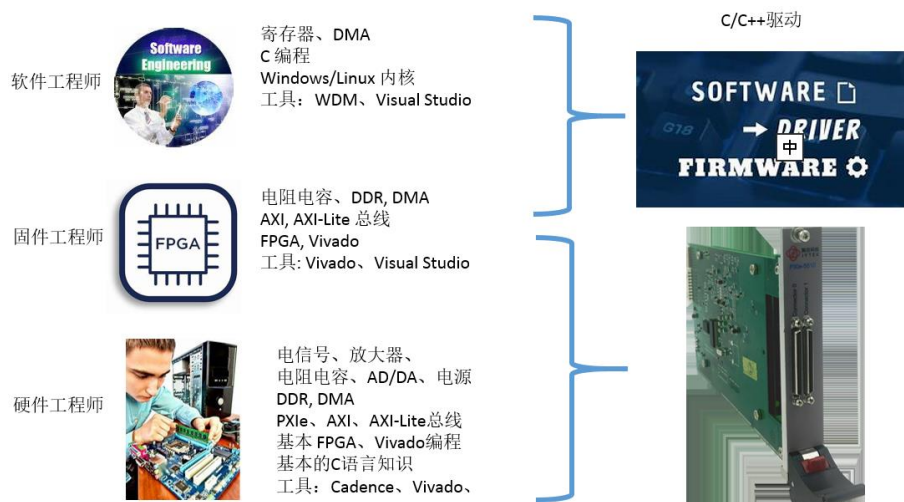 C/C++驱动
软件工程师
Software
Engineering
寄存器、DMA
C 编程
Windows/Linux 内核
工具：WDM、Visual Studio
SOFTWARE
DRIVER
中
FIRMWARE
G18
固件工程师
FPGA
电阻电容、DDR, DMA
AXI, AXI-Lite 总线
FPGA, Vivado
工具: Vivado、Visual Studio
硬件工程师
电信号、放大器、
电阻电容、AD/DA、电源
DDR, DMA
PXIe、AXI、AXI-Lite总线
基本 FPGA、Vivado编程
基本的C语言知识
工具：Cadence、Vivado、